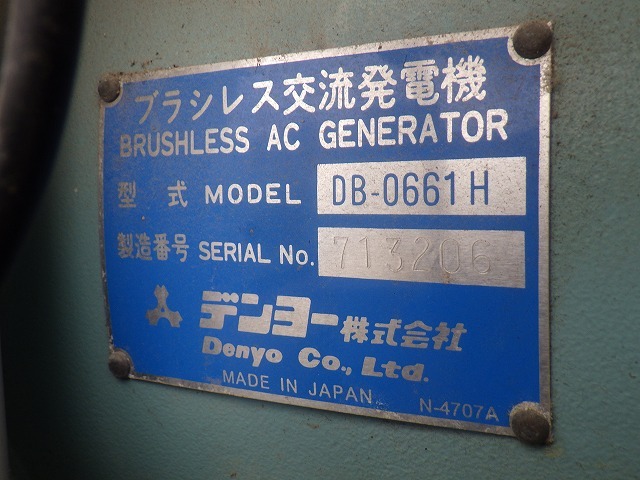 ブラシレス交流発電機
BRUSHLESS AC GENERATOR
型式 MODEL DB-0661H
製造番号 SERIAL No. 713206
デンヨー株式会社
Denyo Co., Ltd.
MADE IN JAPAN N-4707A